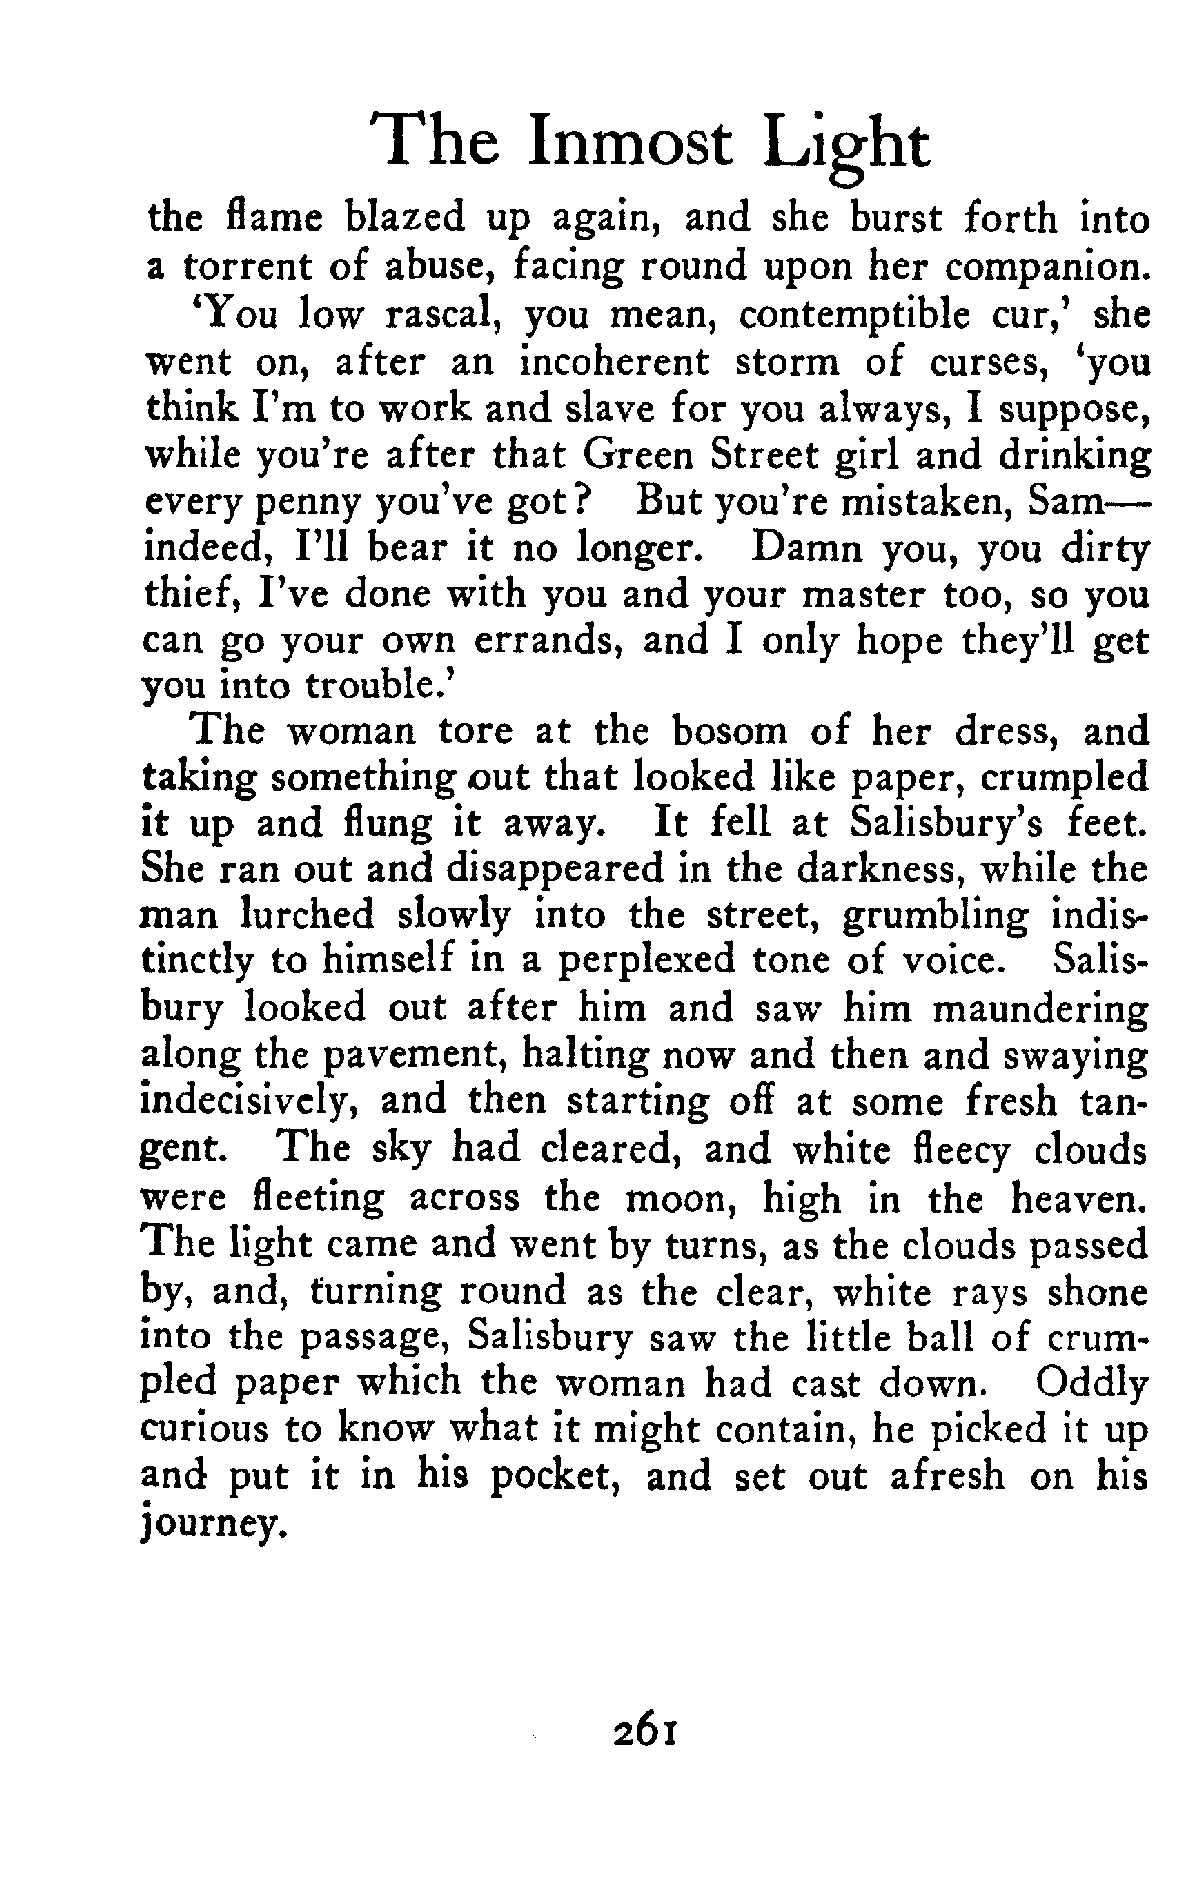 The Inmost Light
the flame blazed up again, and she burst forth into
a torrent of abuse, facing round upon her companion.
‘You low rascal, you mean, contemptible cur,’ she
went on, after an incoherent storm of curses, ‘you
think I’m to work and slave for you always, I suppose,
while you’re after that Green Street girl and drinking
every penny you’ve got? But you’re mistaken, Sam—
indeed, I’ll bear it no longer. Damn you, you dirty
thief, I’ve done with you and your master too, so you
can go your own errands, and I only hope they’ll get
you into trouble.’
The woman tore at the bosom of her dress, and
taking something out that looked like paper, crumpled
it up and flung it away. It fell at Salisbury’s feet.
She ran out and disappeared in the darkness, while the
man lurched slowly into the street, grumbling indis-
tinctly to himself in a perplexed tone of voice. Salis-
bury looked out after him and saw him maundering
along the pavement, halting now and then and swaying
indecisively, and then starting off at some fresh tan-
gent. The sky had cleared, and white fleecy clouds
were fleeting across the moon, high in the heaven.
The light came and went by turns, as the clouds passed
by, and, turning round as the clear, white rays shone
into the passage, Salisbury saw the little ball of crum-
pled paper which the woman had cast down. Oddly
curious to know what it might contain, he picked it up
and put it in his pocket, and set out afresh on his
journey.
261